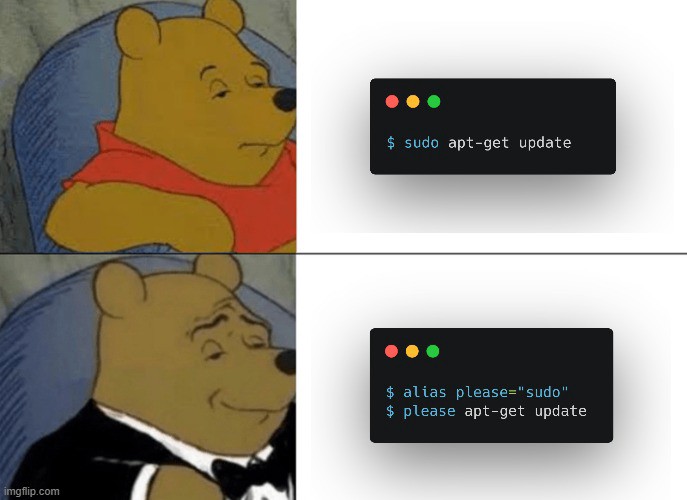 $ sudo apt-get update
$ alias please="sudo"
$ please apt-get update
imgflip.com